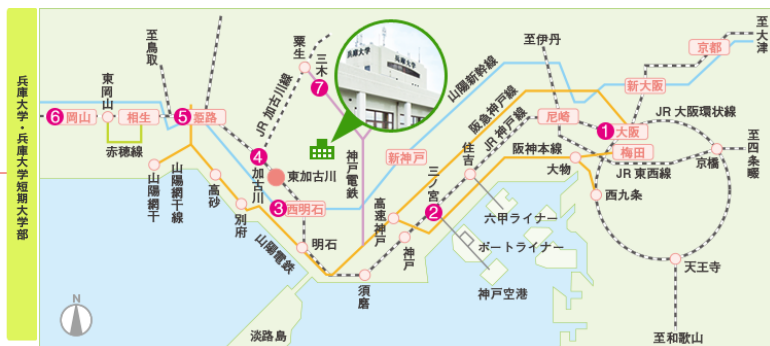 兵庫大学・兵庫大学短期大学部
至鳥取
粟生
三木
7
兵庫大学
至伊丹
至大津
京都
新大阪
山陽新幹線
東岡山
6
岡山
相生
5
姫路
JR 加古川線
阪急神戸線
JR神戸線
尼崎
1
大阪
JR 大阪環状線
赤穂線
4
加古川
東加古川
神戸電鉄
新神戸
住吉
阪神本線
大物
梅田
JR 東西線
京橋
至四条畷
山陽網干
山陽網干線
高砂
別府
3
西明石
三ノ宮
2
高速神戸
六甲ライナー
西九条
山陽電鉄
明石
神戸
ポートライナー
須磨
神戸空港
天王寺
N
淡路島
至和歌山